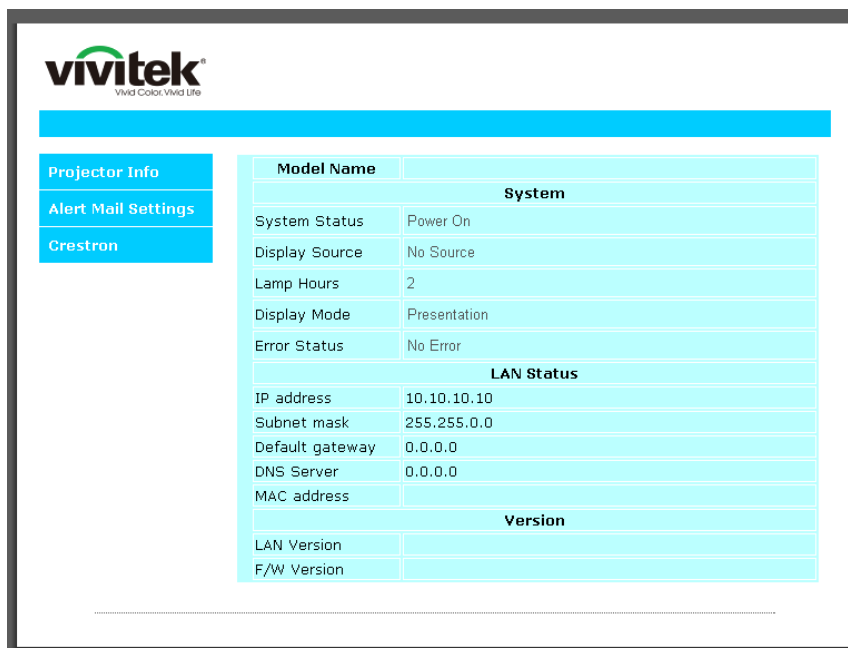 vivitek®
Vivid Color. Vivid Life
Projector Info
Alert Mail Settings
Crestron
Model Name
System
System Status Power On
Display Source No Source
Lamp Hours 2
Display Mode Presentation
Error Status No Error
LAN Status
IP address 10.10.10.10
Subnet mask 255.255.0.0
Default gateway 0.0.0.0
DNS Server 0.0.0.0
MAC address
Version
LAN Version
F/W Version